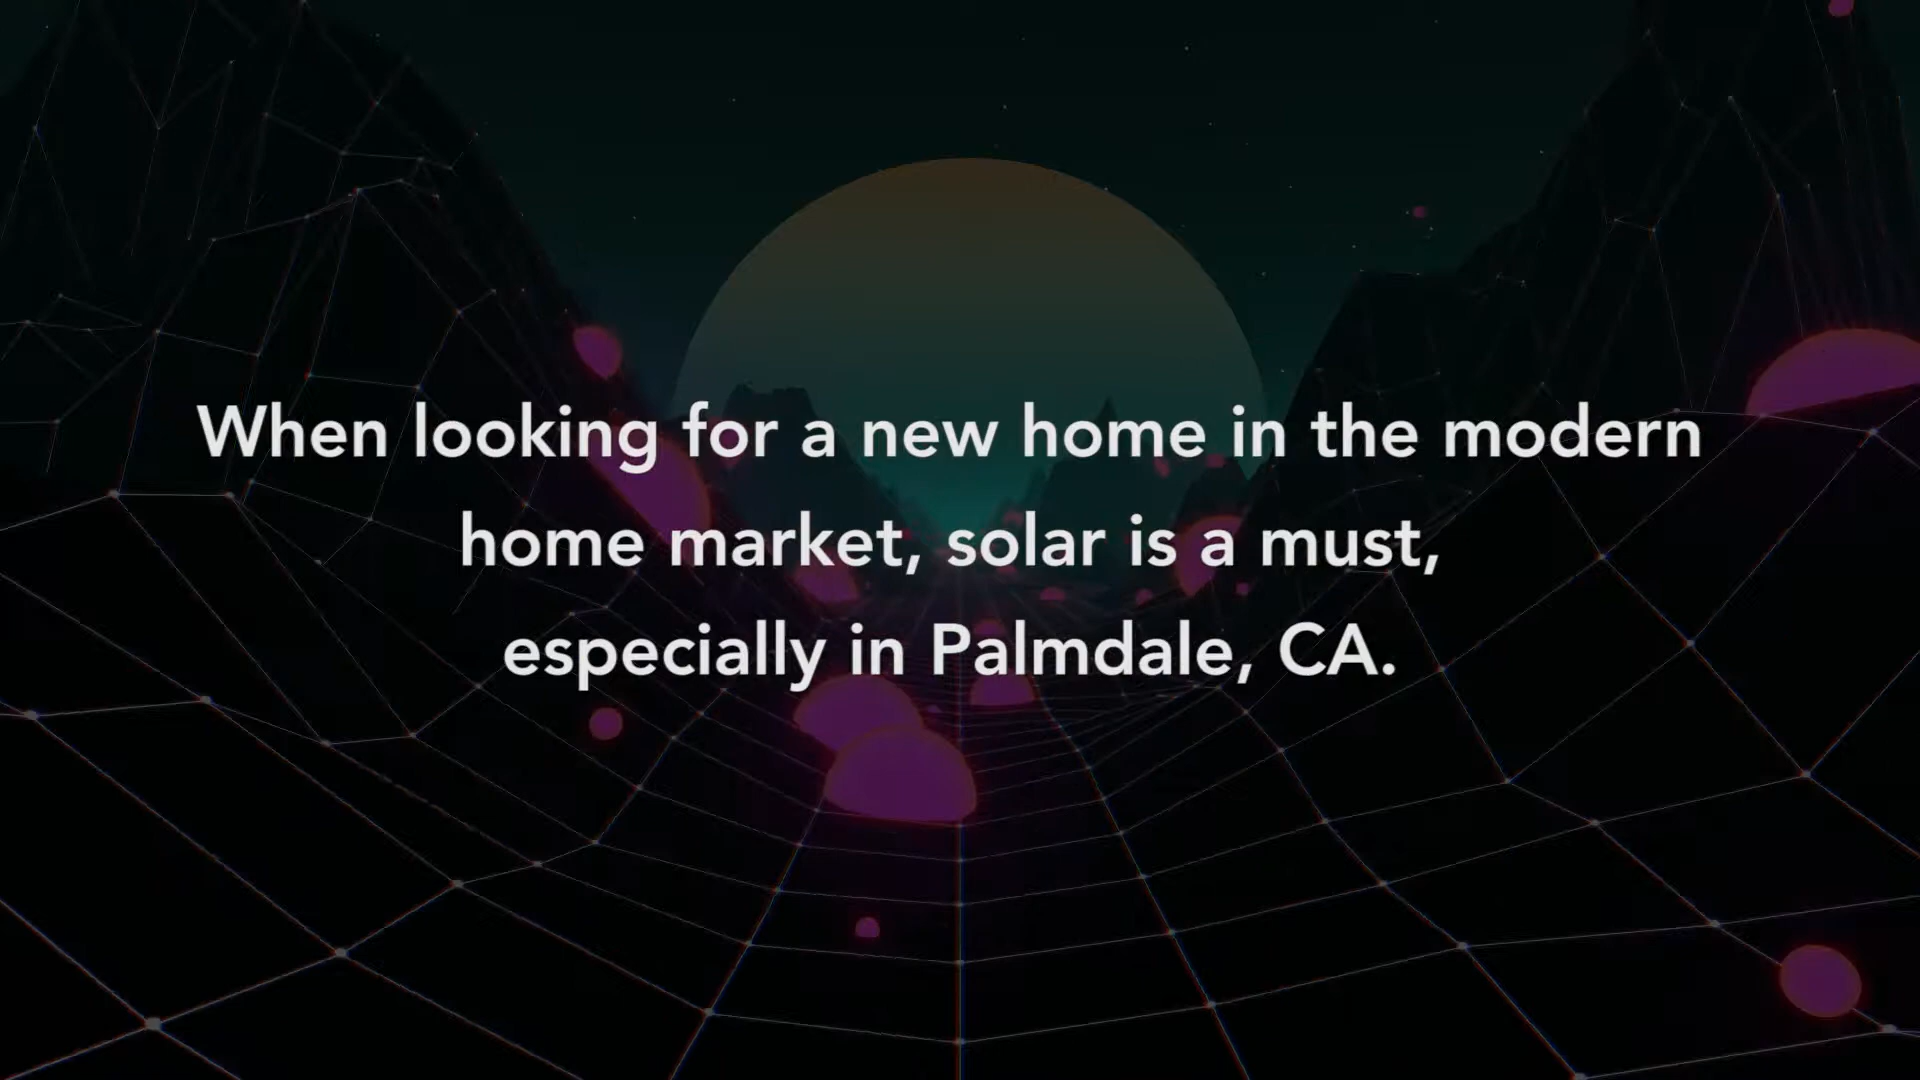 When looking for a new home in the modern
home market, solar is a must,
especially in Palmdale, CA.